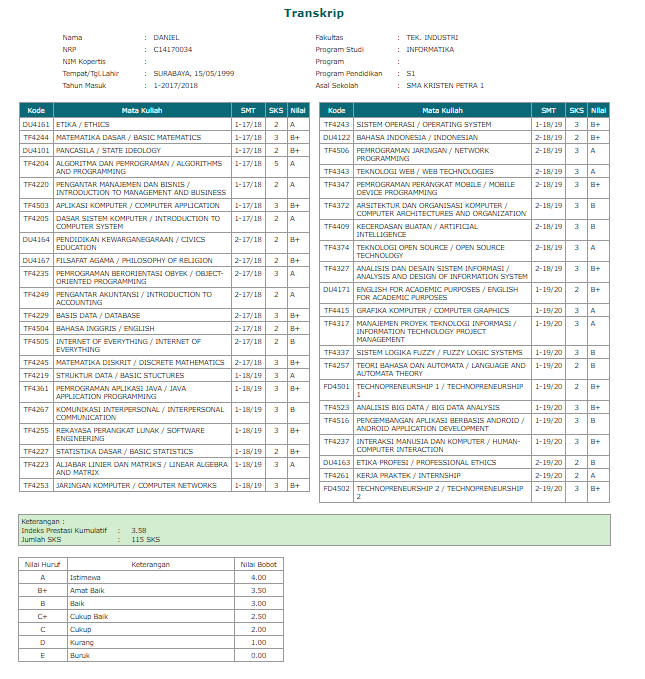 Transkrip
Nama : DANIEL
NRP : C14170034
NIM Kopertis :
Tempat/Tgl.Lahir : SURABAYA, 15/05/1999
Tahun Masuk : 1-2017/2018
Fakultas : TEK. INDUSTRI
Program Studi : INFORMATIKA
Program :
Program Pendidikan : S1
Asal Sekolah : SMA KRISTEN PETRA 1
Kode Mata Kuliah SMT SKS Nilai
DU4161 ETIKA / ETHICS 1-17/18 2 A
TF4244 MATEMATIKA DASAR / BASIC MATEMATICS 1-17/18 3 B+
DU4101 PANCASILA / STATE IDEOLOGY 1-17/18 2 B+
TF4204 ALGORITMA DAN PEMROGRAMAN / ALGORITHMS 1-17/18 5 A
AND PROGRAMMING
TF4220 PENGANTAR MANAJEMEN DAN BISNIS / 1-17/18 2 A
INTRODUCTION TO MANAGEMENT AND BUSINESS
TF4503 APLIKASI KOMPUTER / COMPUTER APPLICATION 1-17/18 3 B+
TF4205 DASAR SISTEM KOMPUTER / INTRODUCTION TO 1-17/18 2 A
COMPUTER SYSTEM
DU4164 PENDIDIKAN KEWARGANEGARAAN / CIVICS 2-17/18 2 B+
EDUCATION
DU4167 FILSAFAT AGAMA / PHILOSOPHY OF RELIGION 2-17/18 2 B+
TF4235 PEMROGRAMAN BERORIENTASI OBYEK / OBJECT- 2-17/18 3 A
ORIENTED PROGRAMMING
TF4249 PENGANTAR AKUNTANSI / INTRODUCTION TO 2-17/18 2 A
ACCOUNTING
TF4229 BASIS DATA / DATABASE 2-17/18 3 B+
TF4504 BAHASA INGGRIS / ENGLISH 2-17/18 2 B+
TF4505 INTERNET OF EVERYTHING / INTERNET OF 2-17/18 2 B
EVERYTHING
TF4245 MATEMATIKA DISKRIT / DISCRETE MATHEMATICS 2-17/18 3 B+
TF4219 STRUKTUR DATA / BASIC STUCTURES 1-18/19 3 A
TF4361 PEMROGRAMAN APLIKASI JAVA / JAVA 1-18/19 3 B+
APPLICATION PROGRAMMING
TF4267 KOMUNIKASI INTERPERSONAL / INTERPERSONAL 1-18/19 3 B
COMMUNICATION
TF4255 REKAYASA PERANGKAT LUNAK / SOFTWARE 1-18/19 3 B+
ENGINEERING
TF4227 STATISTIKA DASAR / BASIC STATISTICS 1-18/19 2 B+
TF4223 ALJABAR LINIER DAN MATRIKS / LINEAR ALGEBRA 1-18/19 3 A
AND MATRIX
TF4253 JARINGAN KOMPUTER / COMPUTER NETWORKS 1-18/19 3 B+
Kode Mata Kuliah SMT SKS Nilai
TF4243 SISTEM OPERASI / OPERATING SYSTEM 1-18/19 3 B+
DU4122 BAHASA INDONESIA / INDONESIAN 2-18/19 2 B+
TF4506 PEMROGRAMAN JARINGAN / NETWORK 2-18/19 3 A
PROGRAMMING
TF4343 TEKNOLOGI WEB / WEB TECHNOLOGIES 2-18/19 3 A
TF4347 PEMROGRAMAN PERANGKAT MOBILE / MOBILE 2-18/19 3 B+
DEVICE PROGRAMMING
TF4372 ARSITEKTUR DAN ORGANISASI KOMPUTER / 2-18/19 3 B
COMPUTER ARCHITECTURES AND ORGANIZATION
TF4409 KECERDASAN BUATAN / ARTIFICIAL 2-18/19 3 B
INTELLIGENCE
TF4374 TEKNOLOGI OPEN SOURCE / OPEN SOURCE 2-18/19 3 A
TECHNOLOGY
TF4327 ANALISIS DAN DESAIN SISTEM INFORMASI / 2-18/19 3 B+
ANALYSIS AND DESIGN OF INFORMATION SYSTEM
DU4171 ENGLISH FOR ACADEMIC PURPOSES / ENGLISH 1-19/20 2 B+
FOR ACADEMIC PURPOSES
TF4415 GRAFIKA KOMPUTER / COMPUTER GRAPHICS 1-19/20 3 A
TF4317 MANAJEMEN PROYEK TEKNOLOGI INFORMASI / 1-19/20 3 A
INFORMATION TECHNOLOGY PROJECT
MANAGEMENT
TF4337 SISTEM LOGIKA FUZZY / FUZZY LOGIC SYSTEMS 1-19/20 3 B
TF4257 TEORI BAHASA DAN AUTOMATA / LANGUAGE AND 1-19/20 2 B
AUTOMATA THEORY
FD4501 TECHNOPRENEURSHIP 1 / TECHNOPRENEURSHIP 1-19/20 2 B+
1
TF4523 ANALISIS BIG DATA / BIG DATA ANALYSIS 1-19/20 3 B+
TF4516 PENGEMBANGAN APLIKASI BERBASIS ANDROID / 1-19/20 3 B
ANDROID APPLICATION DEVELOPMENT
TF4237 INTERAKSI MANUSIA DAN KOMPUTER / HUMAN- 1-19/20 3 B+
COMPUTER INTERACTION
DU4163 ETIKA PROFESI / PROFESSIONAL ETHICS 2-19/20 2 B
TF4261 KERJA PRAKTEK / INTERNSHIP 2-19/20 2 A
FD4502 TECHNOPRENEURSHIP 2 / TECHNOPRENEURSHIP 2-19/20 3 B+
2
Keterangan :
Indeks Prestasi Kumulatif : 3.58
Jumlah SKS : 115 SKS
Nilai Huruf Keterangan Nilai Bobot
A Istimewa 4.00
B+ Amat Baik 3.50
B Baik 3.00
C+ Cukup Baik 2.50
C Cukup 2.00
D Kurang 1.00
E Buruk 0.00